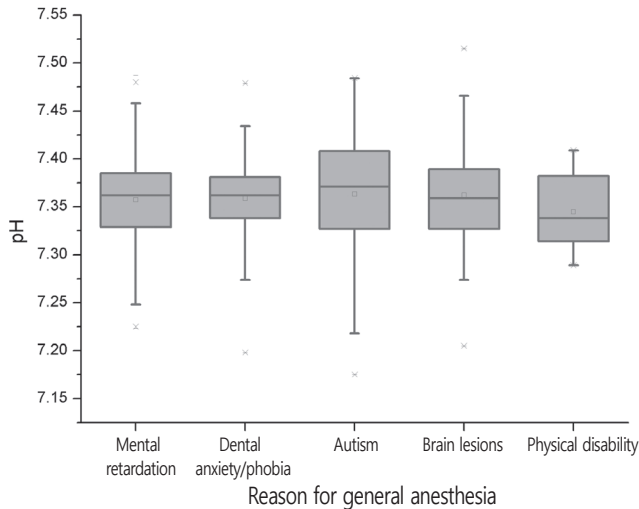 7.55
7.50
7.45
7.40
7.35
7.30
7.25
7.20
7.15
pH
Mental
retardation
Dental
anxiety/phobia
Autism
Brain lesions
Physical disability
Reason for general anesthesia